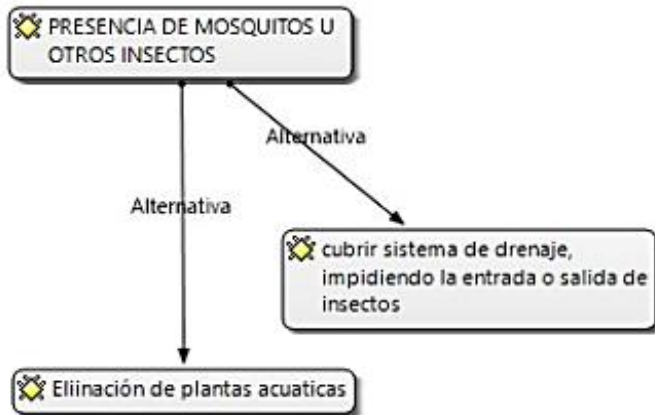 PRESENCIA DE MOSQUITOS U
OTROS INSECTOS
Alternativa
Alternativa
cubrir sistema de drenaje,
impidiendo la entrada o salida de
insectos
Eliinación de plantas acuaticas